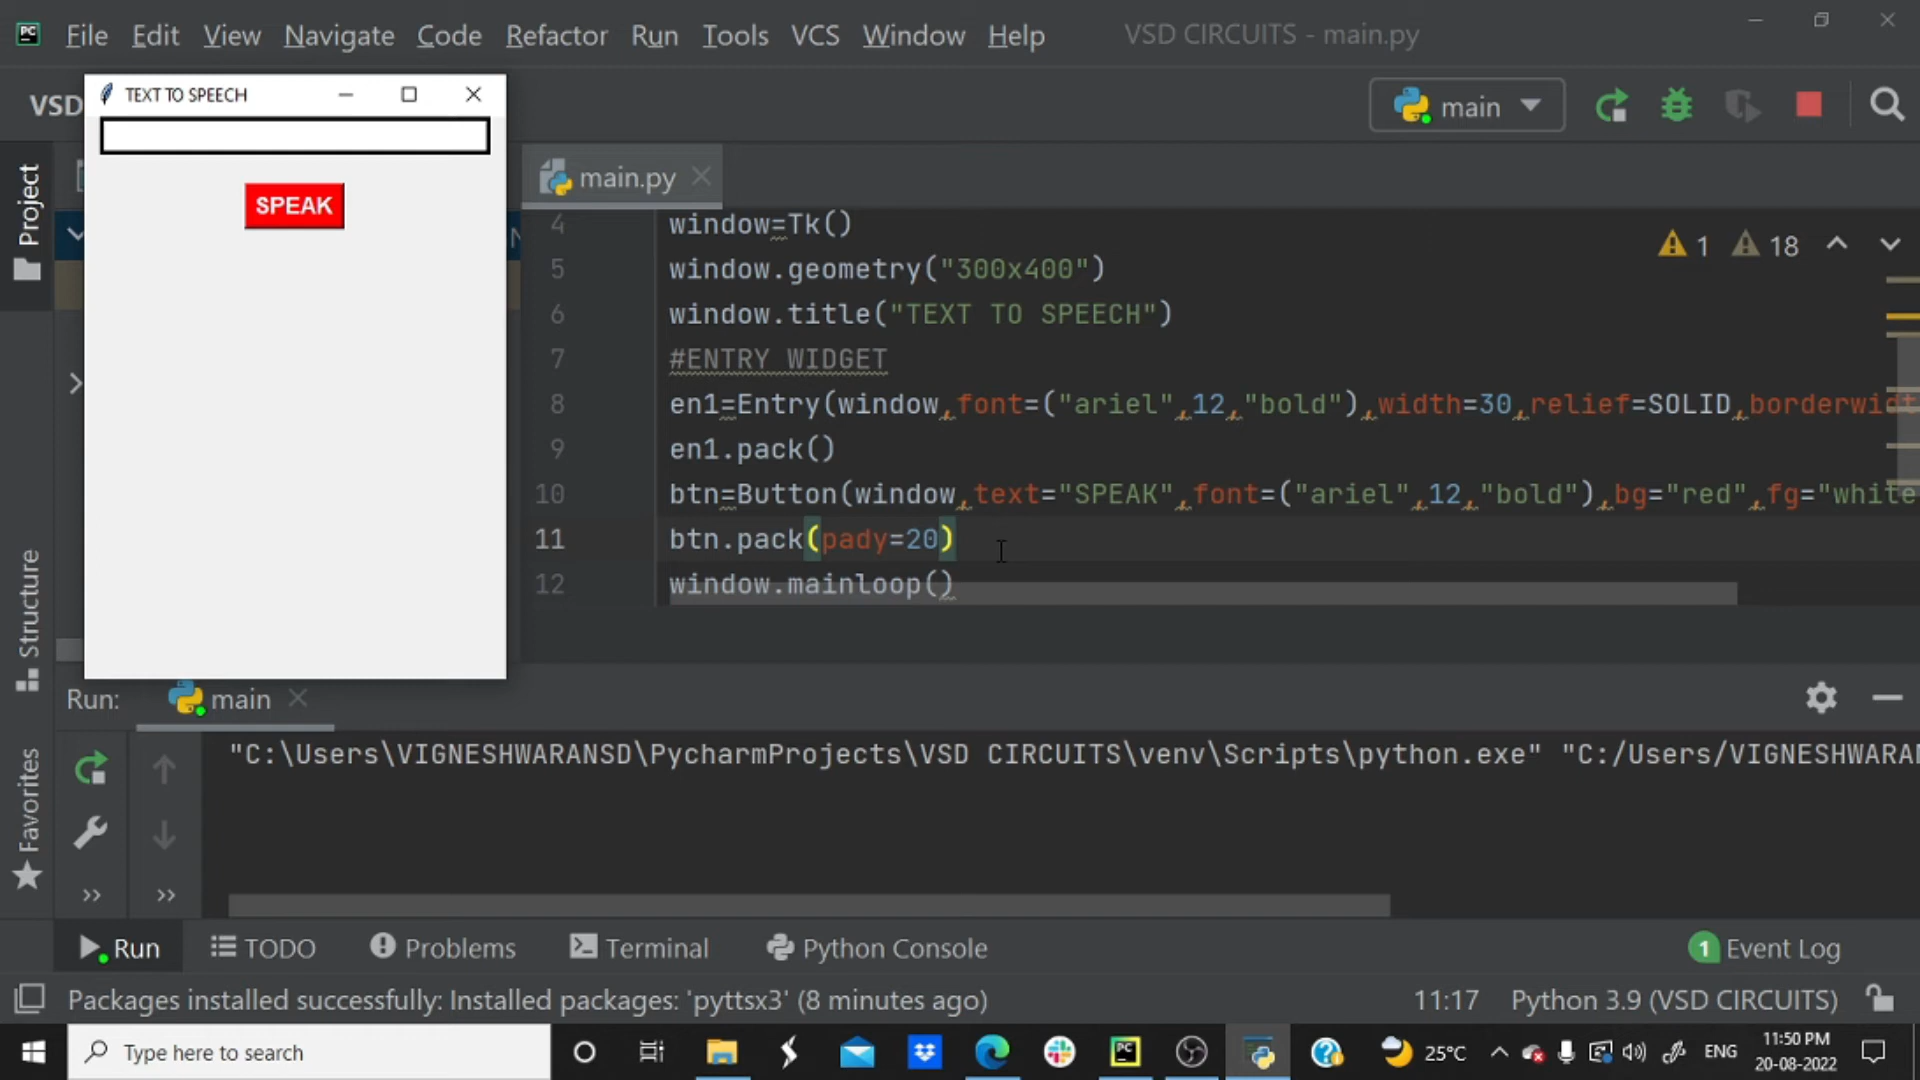 PC File Edit View Navigate Code Refactor Run Tools VCS Window Help VSD CIRCUITS - main.py
VSD
main
TEXT TO SPEECH
SPEAK
Project
Structure
Favorites
main.py
1 18
4 window=Tk()
5 window.geometry("300x400")
6 window.title("TEXT TO SPEECH")
7 #ENTRY WIDGET
8 en1=Entry(window,font=("ariel",12,"bold"),width=30,relief=SOLID,borderwidt
9 en1.pack()
10 btn=Button(window,text="SPEAK",font=("ariel",12,"bold"),bg="red",fg="white
11 btn.pack(pady=20)
12 window.mainloop()
Run: main
"C:\Users\VIGNESHWARANSD\PycharmProjects\VSD CIRCUITS\venv\Scripts\python.exe" "C:/Users/VIGNESHWARAN
Run TODO Problems Terminal Python Console 1 Event Log
Packages installed successfully: Installed packages: 'pyttsx3' (8 minutes ago) 11:17 Python 3.9 (VSD CIRCUITS)
Type here to search PC 25°C ENG 11:50 PM
20-08-2022